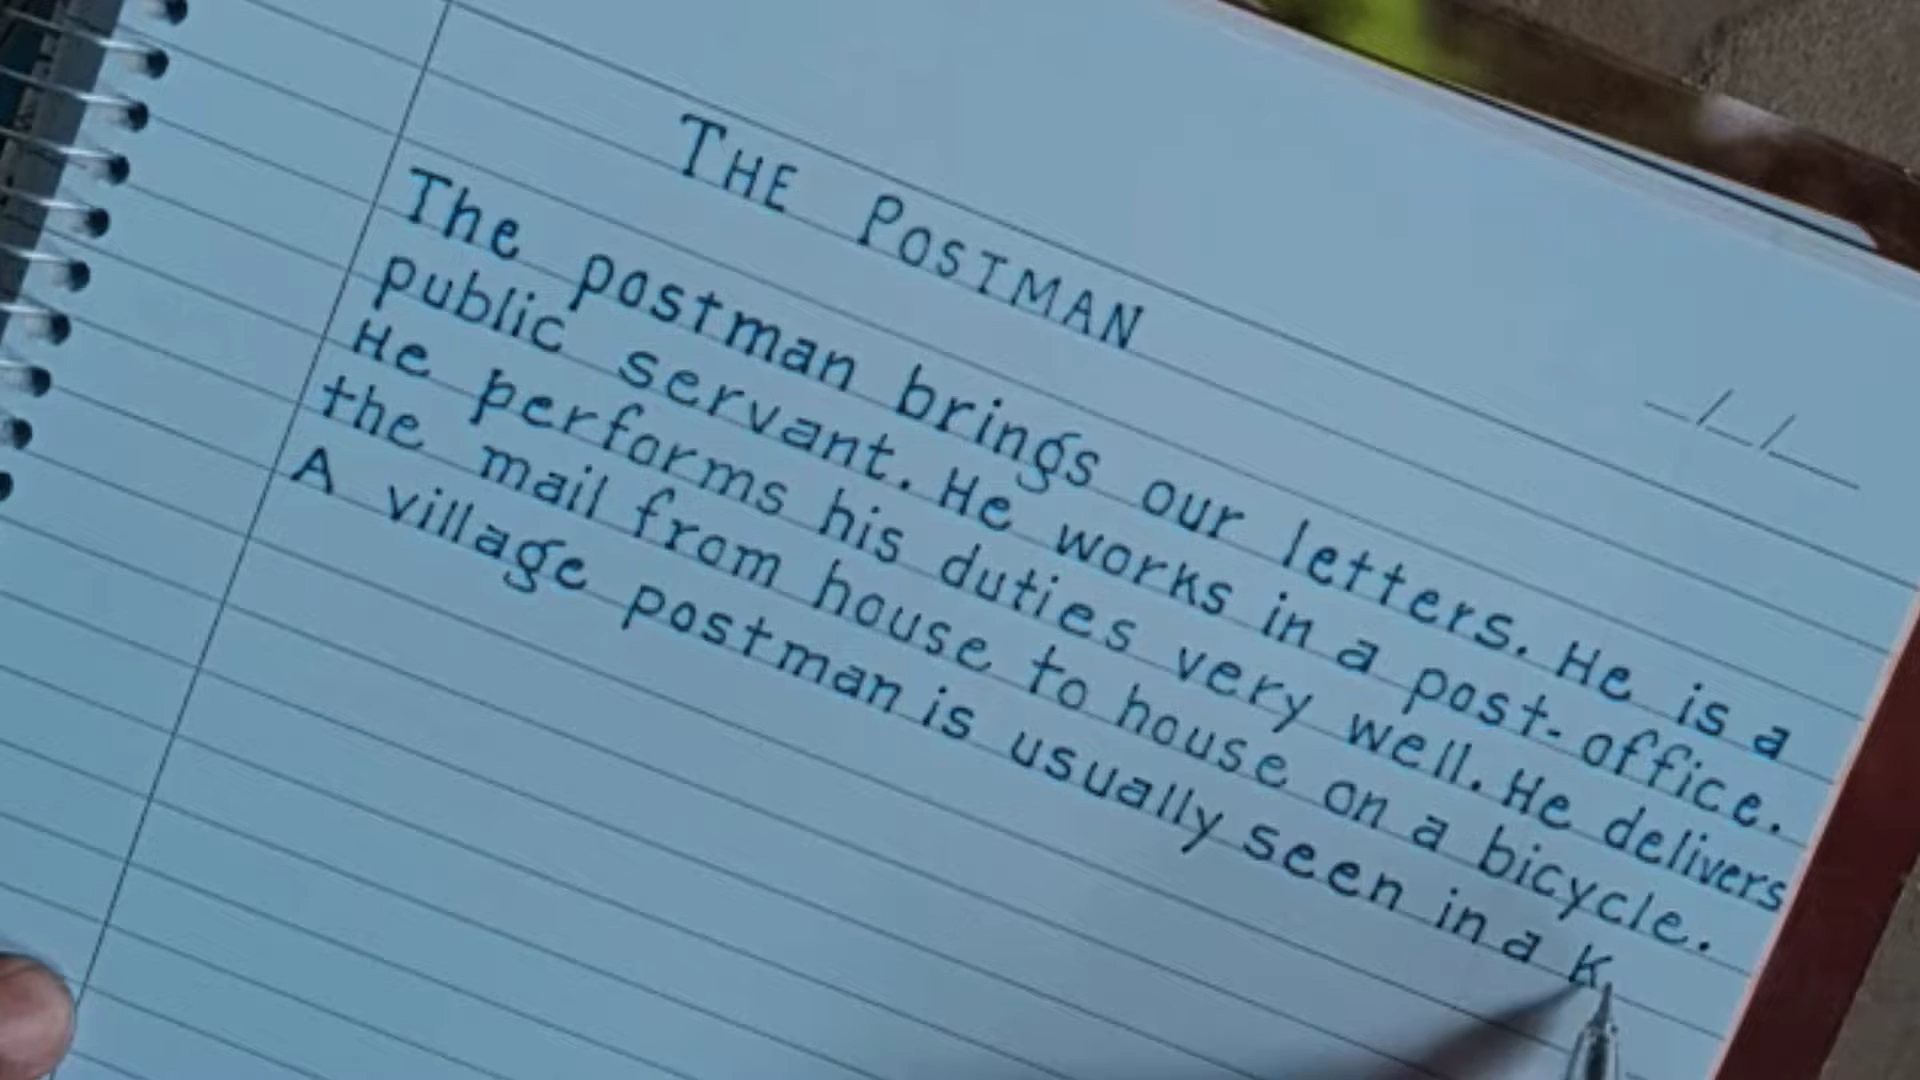 THE POSTMAN
_/_/__
The postman brings our letters. He is a
public servant. He works in a post-office.
He performs his duties very well. He delivers
the mail from house to house on a bicycle.
A village postman is usually seen in a K